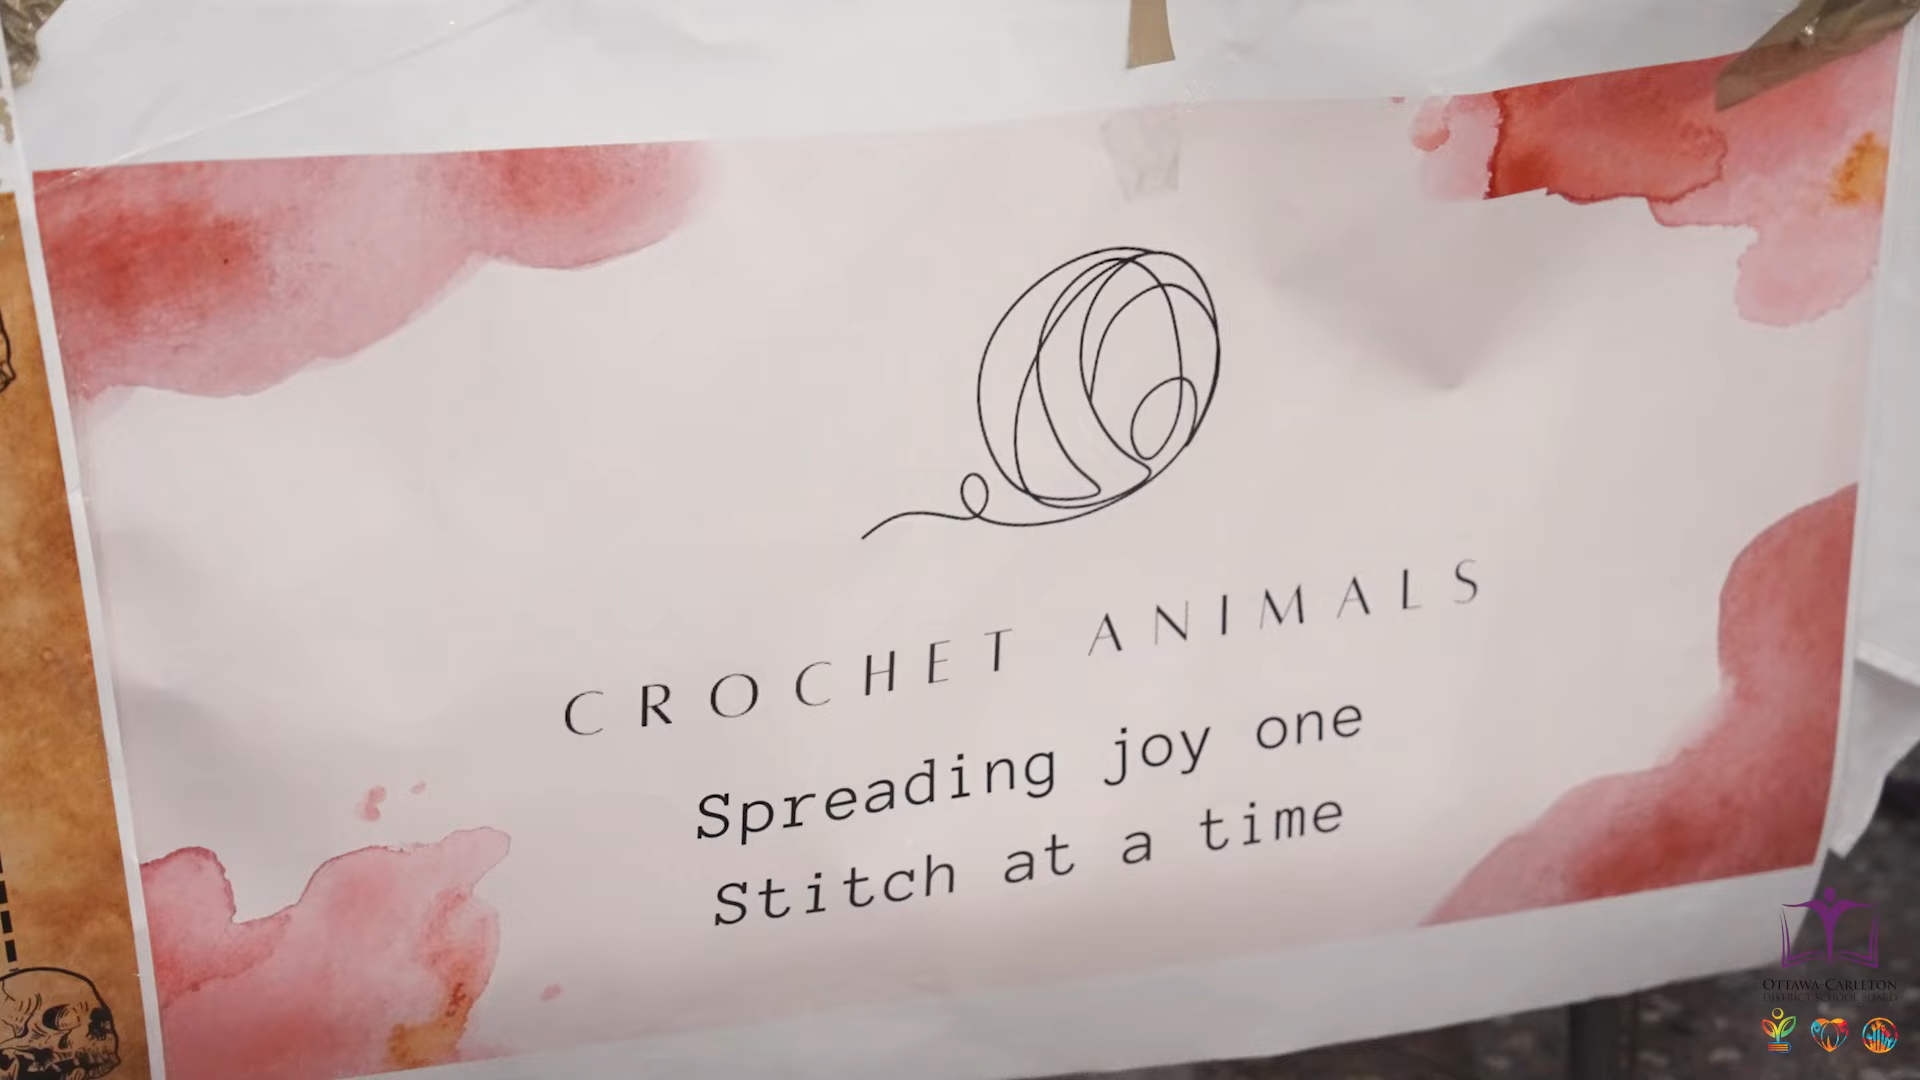 CROCHET ANIMALS
Spreading joy one
Stitch at a time
OTTAWA-CARLETON
DISTRICT SCHOOL BOARD